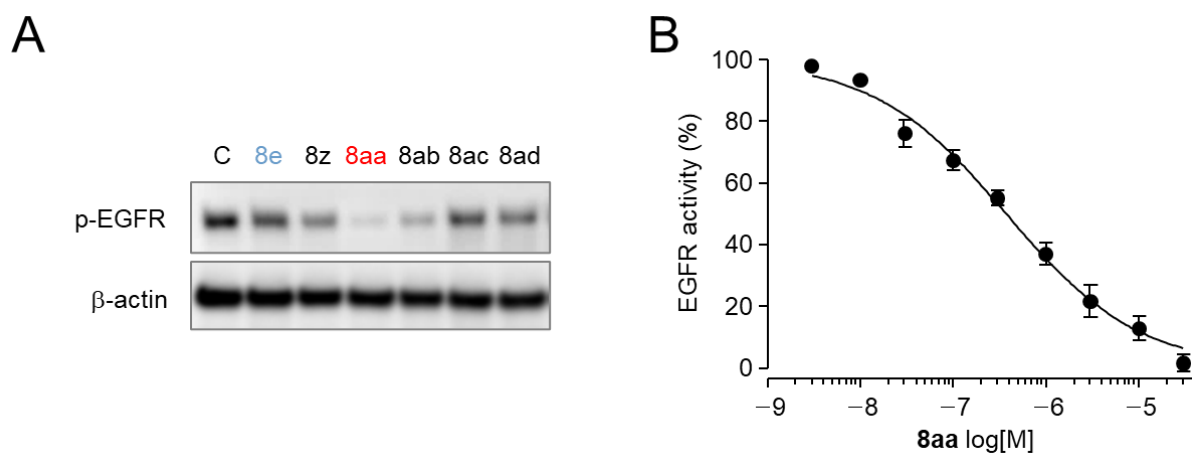 A
C 8e 8z 8aa 8ab 8ac 8ad
p-EGFR
β-actin
B
EGFR activity (%)
100
80
60
40
20
0
−9 −8 −7 −6 −5
8aa log[M]